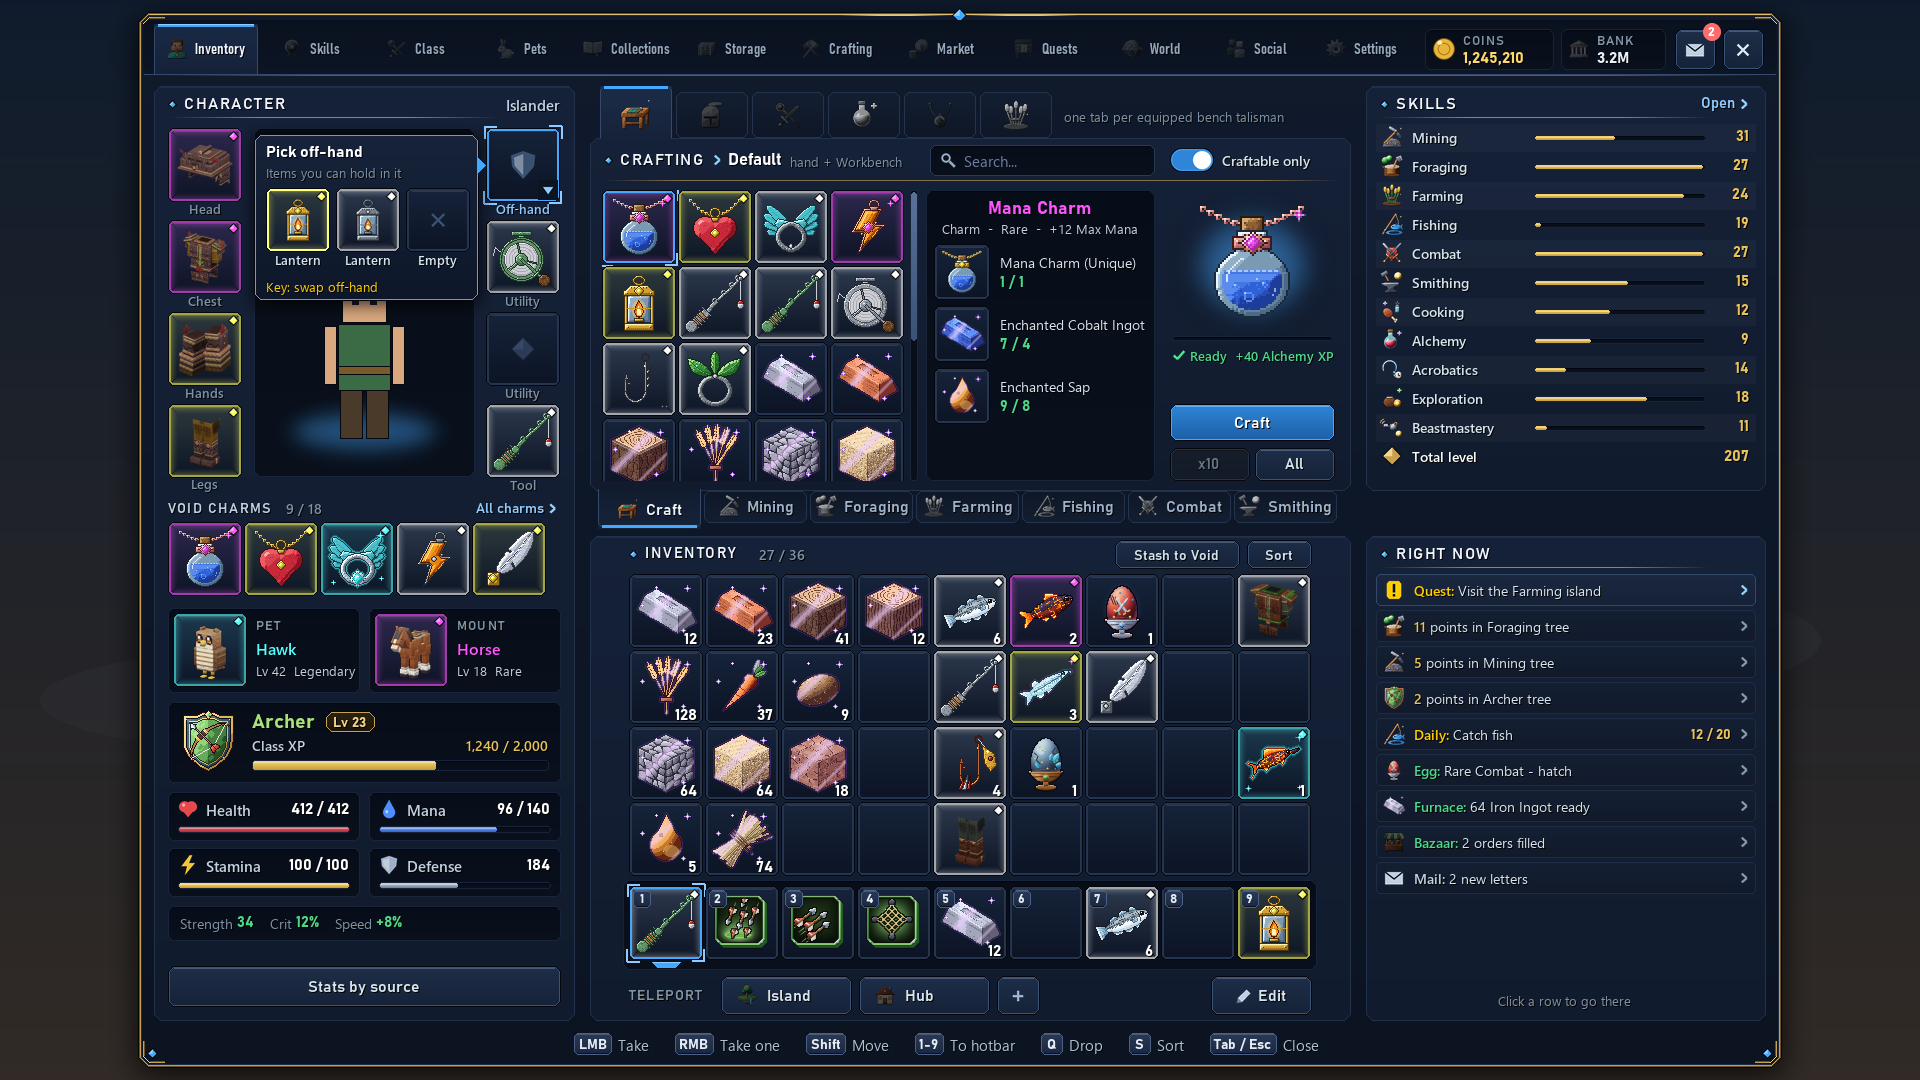 Inventory
Skills
Class
Pets
Collections
Storage
Crafting
Market
Quests
World
Social
Settings
COINS
1,245,210
BANK
3.2M
2
CHARACTER
Islander
Head
Chest
Hands
Legs
Pick off-hand
Items you can hold in it
Lantern
Lantern
Empty
Key: swap off-hand
Off-hand
Utility
Utility
Tool
VOID CHARMS 9 / 18
All charms
PET
Hawk
Lv 42 Legendary
MOUNT
Horse
Lv 18 Rare
Archer Lv 23
Class XP 1,240 / 2,000
Health 412 / 412
Mana 96 / 140
Stamina 100 / 100
Defense 184
Strength 34 Crit 12% Speed +8%
Stats by source
one tab per equipped bench talisman
CRAFTING > Default hand + Workbench
Search...
Craftable only
Mana Charm
Charm - Rare - +12 Max Mana
Mana Charm (Unique)
1 / 1
Enchanted Cobalt Ingot
7 / 4
Enchanted Sap
9 / 8
Ready +40 Alchemy XP
Craft
x10
All
Craft
Mining
Foraging
Farming
Fishing
Combat
Smithing
INVENTORY 27 / 36
Stash to Void
Sort
12 23 41 12 6 2 1
128 37 9 3
64 64 18 4 1 1
5 74
1 2 3 4 5 12 6 7 6 8 9
TELEPORT
Island
Hub
+
Edit
SKILLS
Open
Mining 31
Foraging 27
Farming 24
Fishing 19
Combat 27
Smithing 15
Cooking 12
Alchemy 9
Acrobatics 14
Exploration 18
Beastmastery 11
Total level 207
RIGHT NOW
Quest: Visit the Farming island
11 points in Foraging tree
5 points in Mining tree
2 points in Archer tree
Daily: Catch fish 12 / 20
Egg: Rare Combat - hatch
Furnace: 64 Iron Ingot ready
Bazaar: 2 orders filled
Mail: 2 new letters
Click a row to go there
LMB Take
RMB Take one
Shift Move
1-9 To hotbar
Q Drop
S Sort
Tab / Esc Close